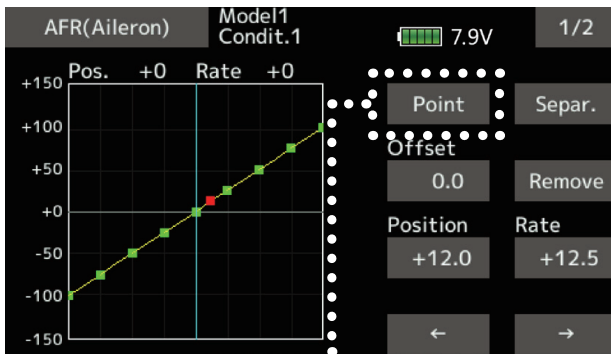 AFR(Aileron)
Model1
Condit.1
7.9V
1/2
Pos. +0 Rate +0
+150
+100
+50
+0
-50
-100
-150
Point
Separ.
Offset
0.0
Remove
Position
Rate
+12.0
+12.5
←
→